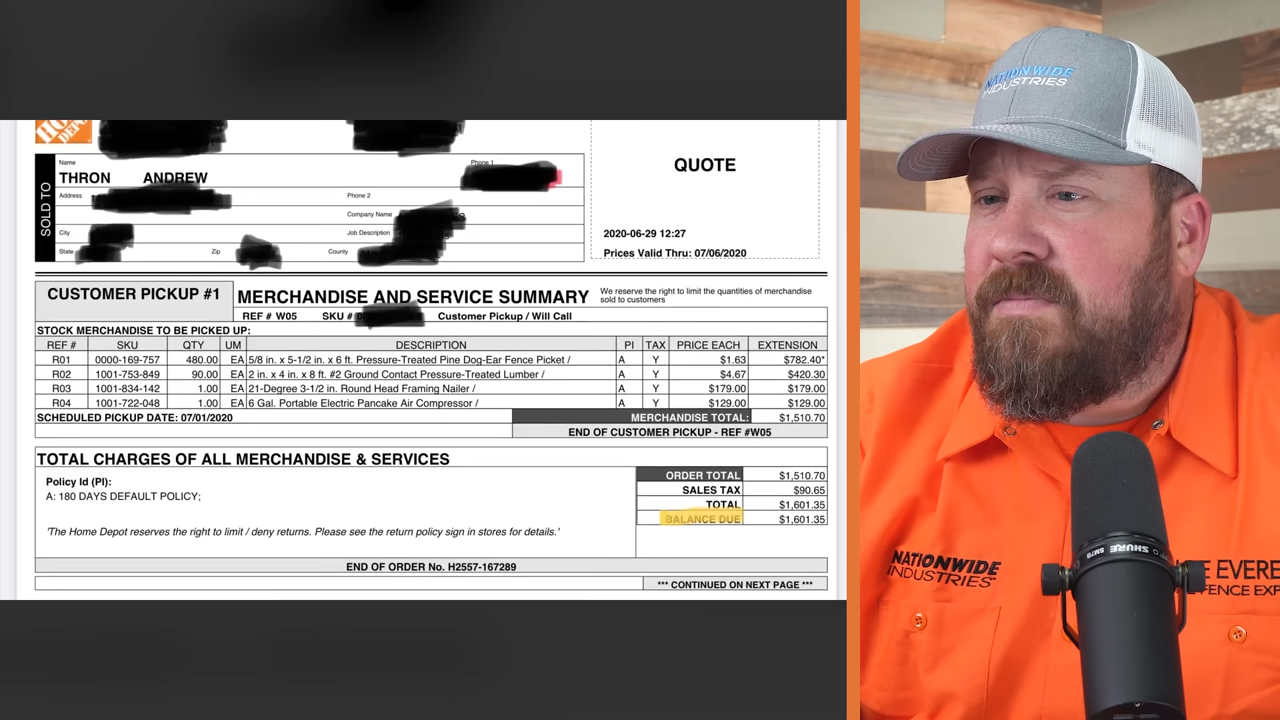 HO
DEPO
SOLD TO
Name
THRON ANDREW
Phone 1
Address
Phone 2
Company Name
City
Job Description
State
Zip
County
QUOTE
2020-06-29 12:27
Prices Valid Thru: 07/06/2020
CUSTOMER PICKUP #1
MERCHANDISE AND SERVICE SUMMARY
We reserve the right to limit the quantities of merchandise
sold to customers
REF # W05 SKU # Customer Pickup / Will Call
STOCK MERCHANDISE TO BE PICKED UP:
REF # SKU QTY UM DESCRIPTION PI TAX PRICE EACH EXTENSION
R01 0000-169-757 480.00 EA 5/8 in. x 5-1/2 in. x 6 ft. Pressure-Treated Pine Dog-Ear Fence Picket / A Y $1.63 $782.40*
R02 1001-753-849 90.00 EA 2 in. x 4 in. x 8 ft. #2 Ground Contact Pressure-Treated Lumber / A Y $4.67 $420.30
R03 1001-834-142 1.00 EA 21-Degree 3-1/2 in. Round Head Framing Nailer / A Y $179.00 $179.00
R04 1001-722-048 1.00 EA 6 Gal. Portable Electric Pancake Air Compressor / A Y $129.00 $129.00
SCHEDULED PICKUP DATE: 07/01/2020
MERCHANDISE TOTAL: $1,510.70
END OF CUSTOMER PICKUP - REF #W05
TOTAL CHARGES OF ALL MERCHANDISE & SERVICES
Policy Id (PI):
A: 180 DAYS DEFAULT POLICY;
'The Home Depot reserves the right to limit / deny returns. Please see the return policy sign in stores for details.'
ORDER TOTAL $1,510.70
SALES TAX $90.65
TOTAL $1,601.35
BALANCE DUE $1,601.35
END OF ORDER No. H2557-167289
*** CONTINUED ON NEXT PAGE ***
NATIONWIDE
INDUSTRIES
SHURE SM7B
NATIONWIDE
INDUSTRIES
E EVERE
FENCE EXP